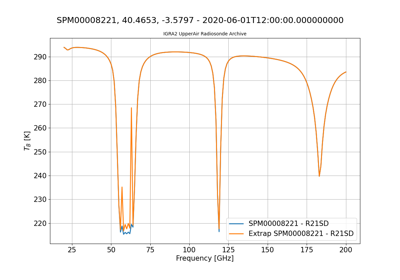 SPM00008221, 40.4653, -3.5797 - 2020-06-01T12:00:00.000000000
IGRA2 UpperAir Radiosonde Archive
290
280
270
260
250
240
230
220
T_B [K]
SPM00008221 - R21SD
Extrap SPM00008221 - R21SD
25 50 75 100 125 150 175 200
Frequency [GHz]